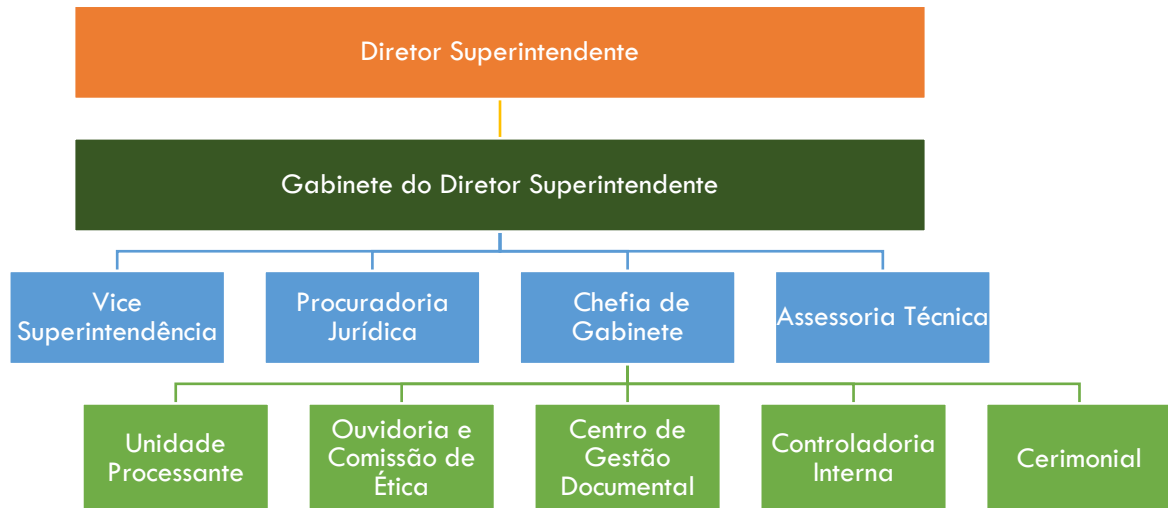 Diretor Superintendente
Gabinete do Diretor Superintendente
Vice
Superintendência
Procuradoria
Jurídica
Chefia de
Gabinete
Assessoria Técnica
Unidade
Processante
Ouvidoria e
Comissão de
Ética
Centro de
Gestão
Documental
Controladoria
Interna
Cerimonial